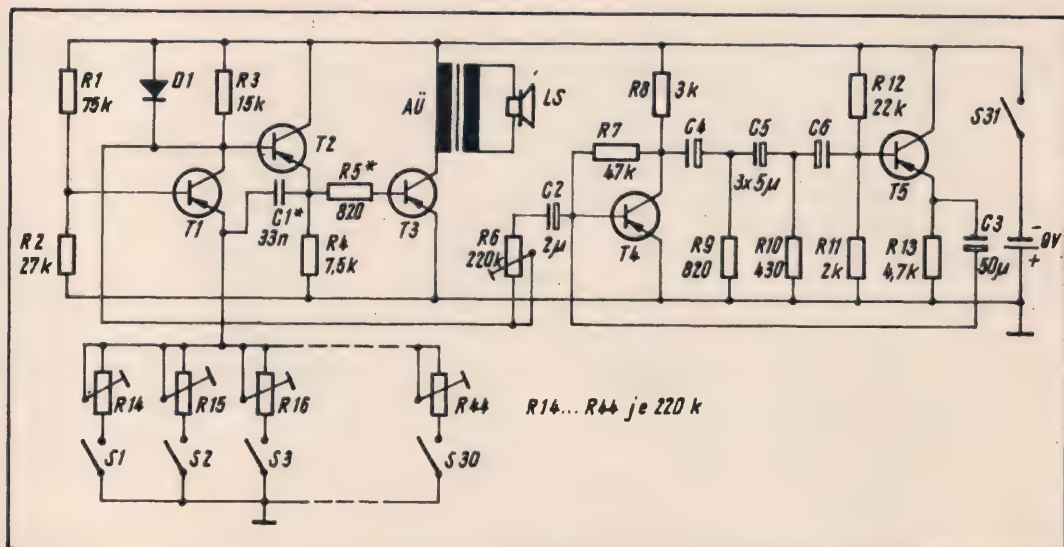 R1
75k
D1
R3
15k
T2
R2
27k
T1
C1*
33n
R5*
820
R4
7,5k
T3
AÜ
LS
R6
220k
C2
2µ
R7
47k
R8
3k
T4
C4
C5
C6
3x5µ
R9
820
R10
430
R11
2k
R12
22k
T5
R13
4,7k
C3
50µ
S31
-
9V
+
R14
R15
R16
R44
R14...R44 je 220 k
S1
S2
S3
S30